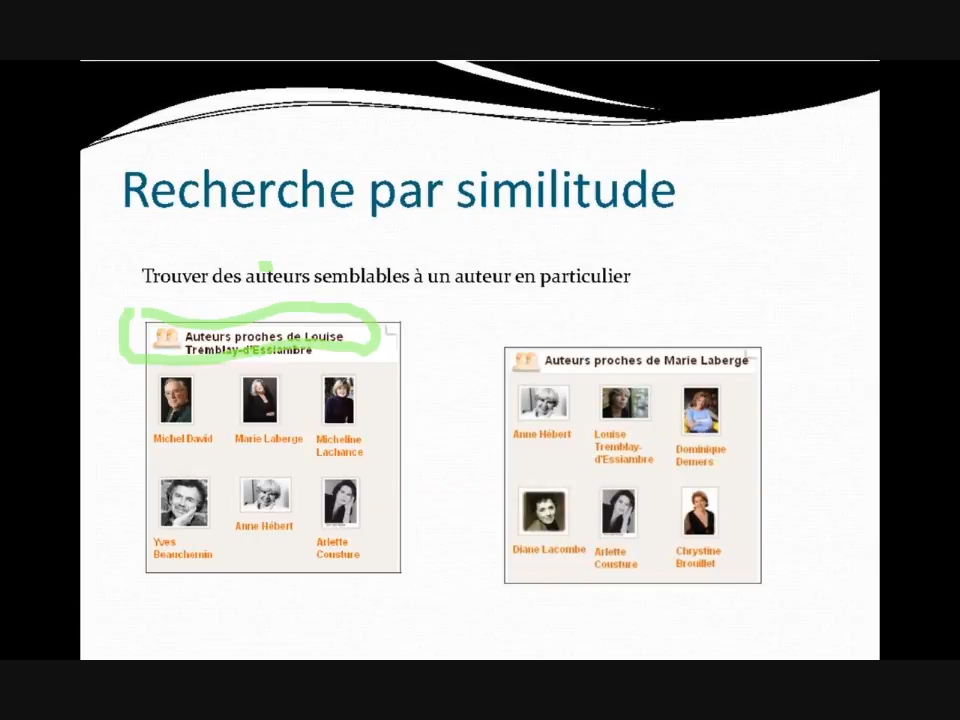 Recherche par similitude
Trouver des auteurs semblables à un auteur en particulier
Auteurs proches de Louise
Tremblay-d'Essiambre
Michel David
Marie Laberge
Micheline
Lachance
Yves
Beauchemin
Anne Hébert
Arlette
Cousture
Auteurs proches de Marie Laberge
Anne Hébert
Louise
Tremblay-
d'Essiambre
Dominique
Demers
Diane Lacombe
Arlette
Cousture
Chrystine
Brouillet